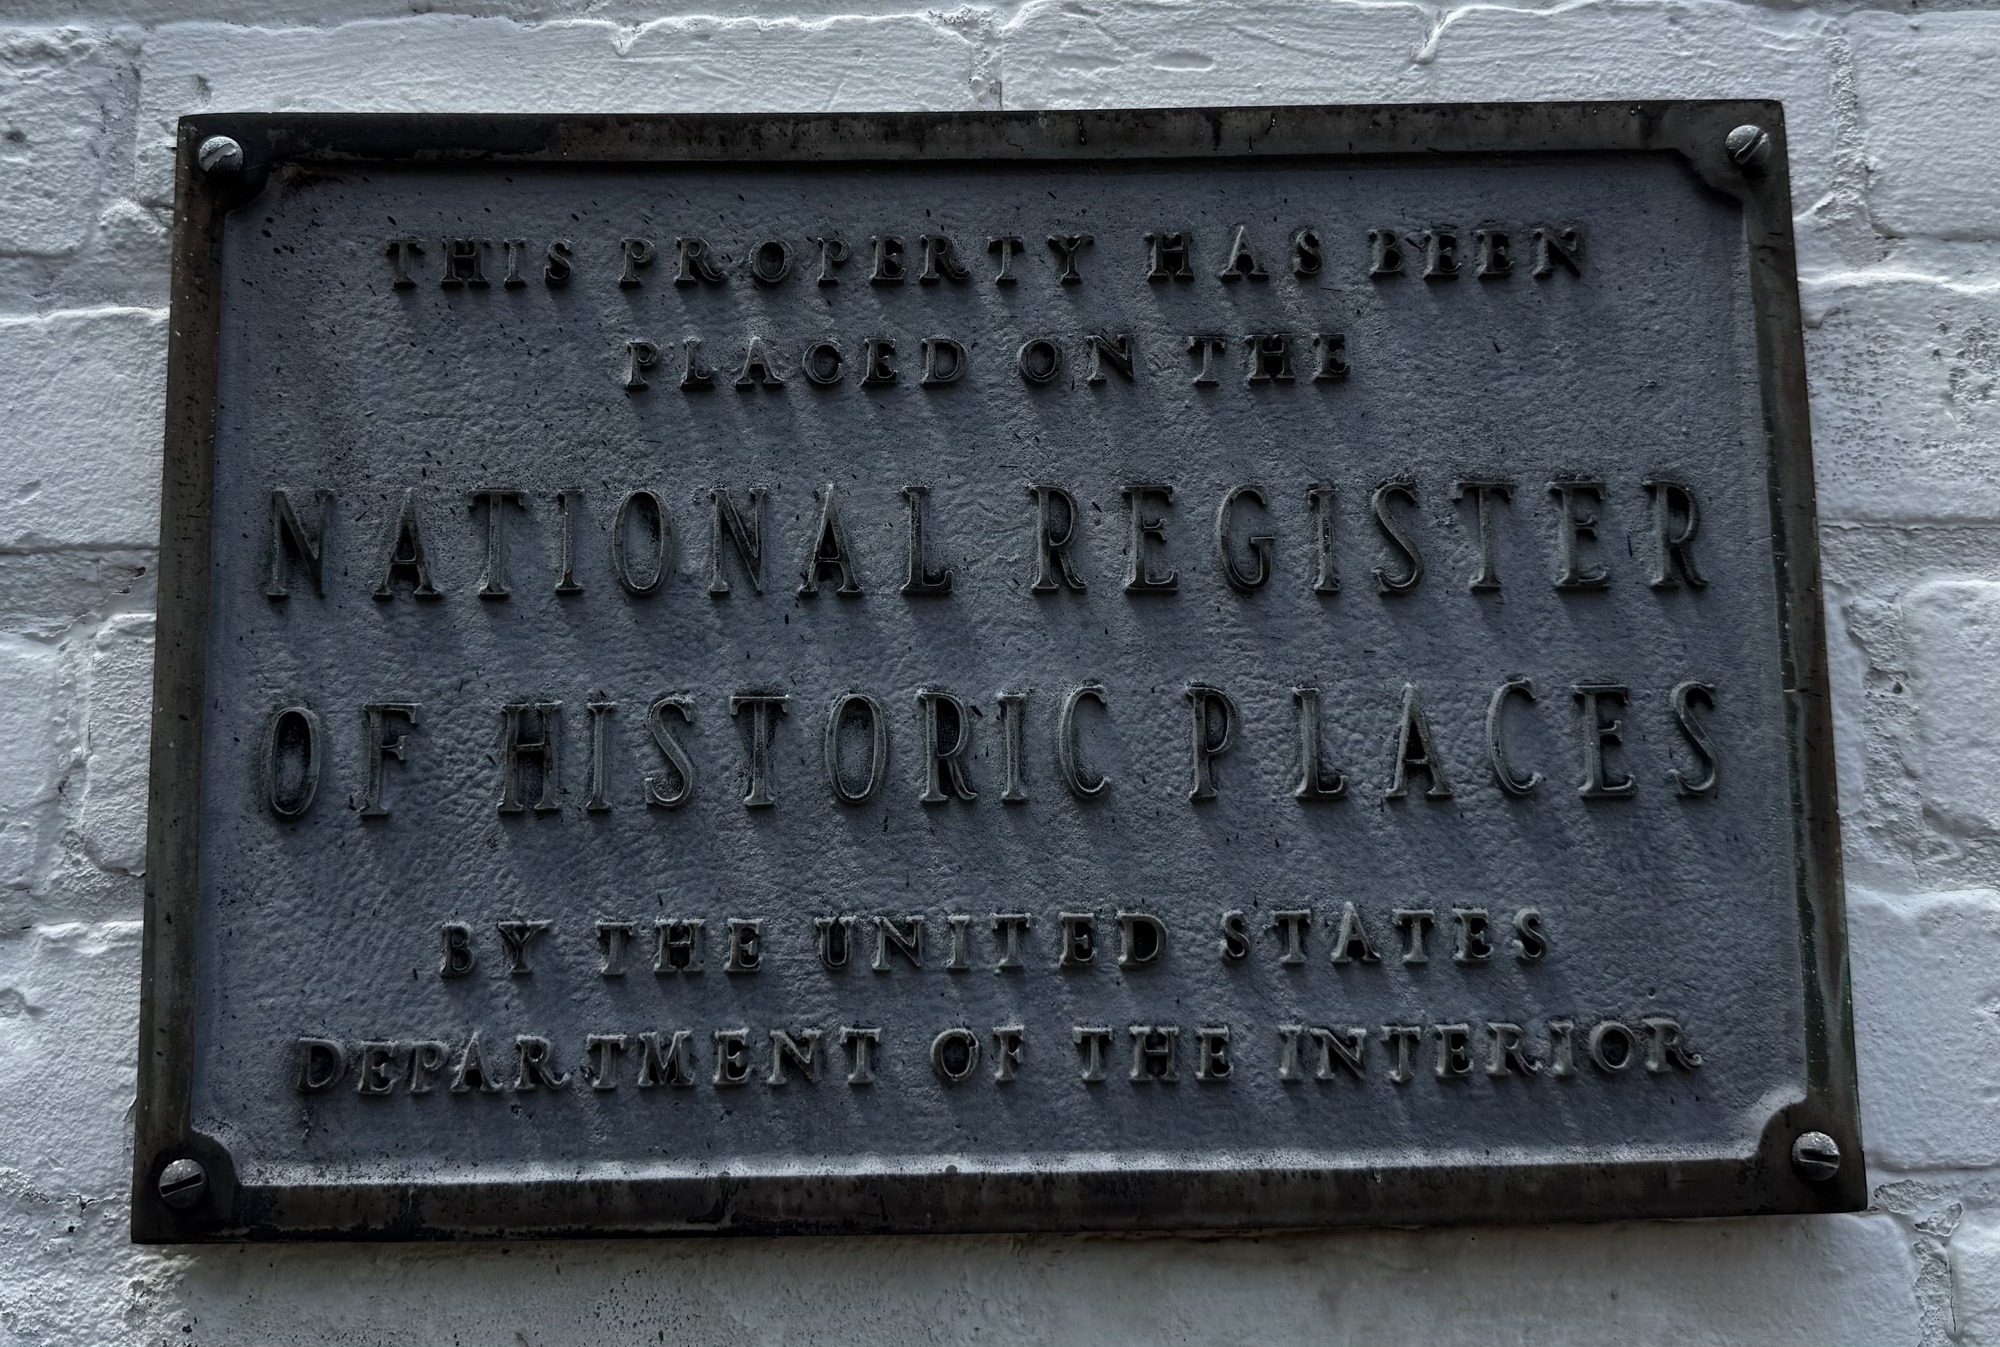 THIS PROPERTY HAS BEEN
PLACED ON THE
NATIONAL REGISTER
OF HISTORIC PLACES
BY THE UNITED STATES
DEPARTMENT OF THE INTERIOR